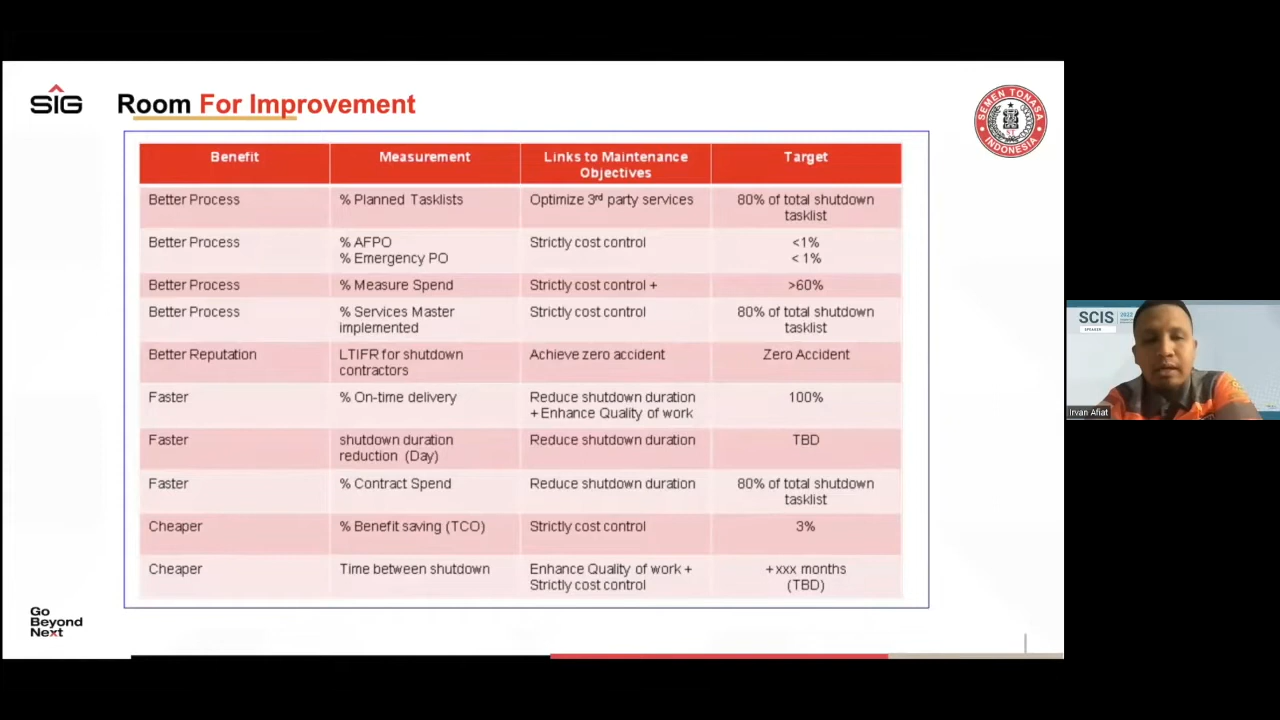 SIG
Room For Improvement
SEMEN TONASA
INDONESIA
Benefit Measurement Links to Maintenance Objectives Target
Better Process % Planned Tasklists Optimize 3rd party services 80% of total shutdown tasklist
Better Process % AFPO % Emergency PO Strictly cost control <1% < 1%
Better Process % Measure Spend Strictly cost control + >60%
Better Process % Services Master implemented Strictly cost control 80% of total shutdown tasklist
Better Reputation LTIFR for shutdown contractors Achieve zero accident Zero Accident
Faster % On-time delivery Reduce shutdown duration + Enhance Quality of work 100%
Faster shutdown duration reduction (Day) Reduce shutdown duration TBD
Faster % Contract Spend Reduce shutdown duration 80% of total shutdown tasklist
Cheaper % Benefit saving (TCO) Strictly cost control 3%
Cheaper Time between shutdown Enhance Quality of work + Strictly cost control +xxx months (TBD)
Go
Beyond
Next
SCIS 2022
SPEAKER
Irvan Afiat